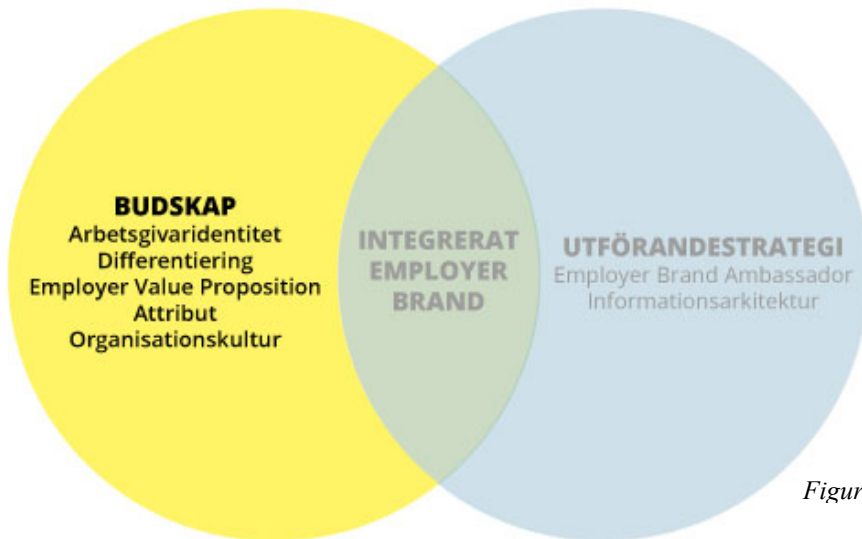 BUDSKAP
Arbetsgivaridentitet
Differentiering
Employer Value Proposition
Attribut
Organisationskultur
INTEGRERAT
EMPLOYER
BRAND
UTFÖRANDESTRATEGI
Employer Brand Ambassador
Informationsarkitektur
Figur